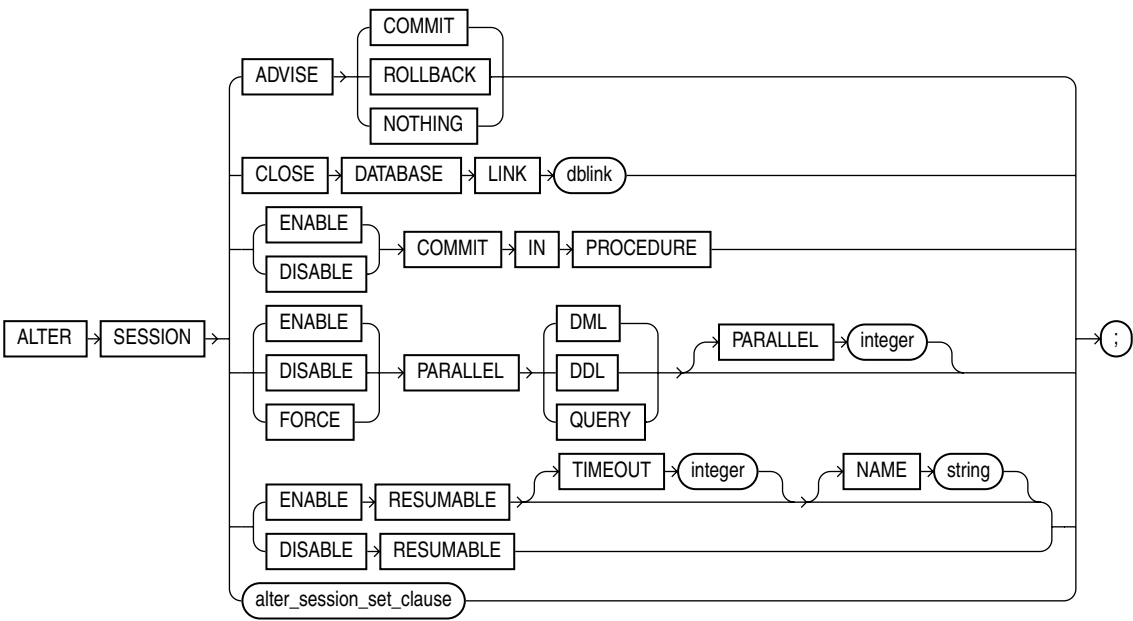 COMMIT
ADVISE ROLLBACK
NOTHING
CLOSE DATABASE LINK dblink
ENABLE
COMMIT IN PROCEDURE
DISABLE
ENABLE DML
ALTER SESSION PARALLEL integer ;
DISABLE PARALLEL DDL
FORCE QUERY
TIMEOUT integer NAME string
ENABLE RESUMABLE
DISABLE RESUMABLE
alter_session_set_clause